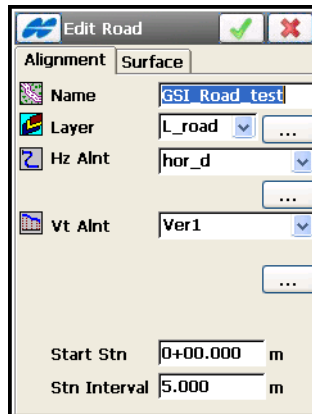 Edit Road
Alignment Surface
Name GSI_Road_test
Layer L_road ...
Hz Alnt hor_d
...
Vt Alnt Ver1
...
Start Stn 0+00.000 m
Stn Interval 5.000 m